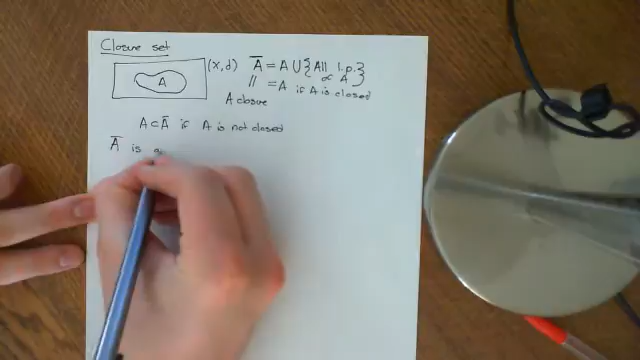 Closure set
(X,d) Ā = A ∪ {All l.p. of A}
A
// = A if A is closed
A closure
A ⊂ Ā if A is not closed
Ā is